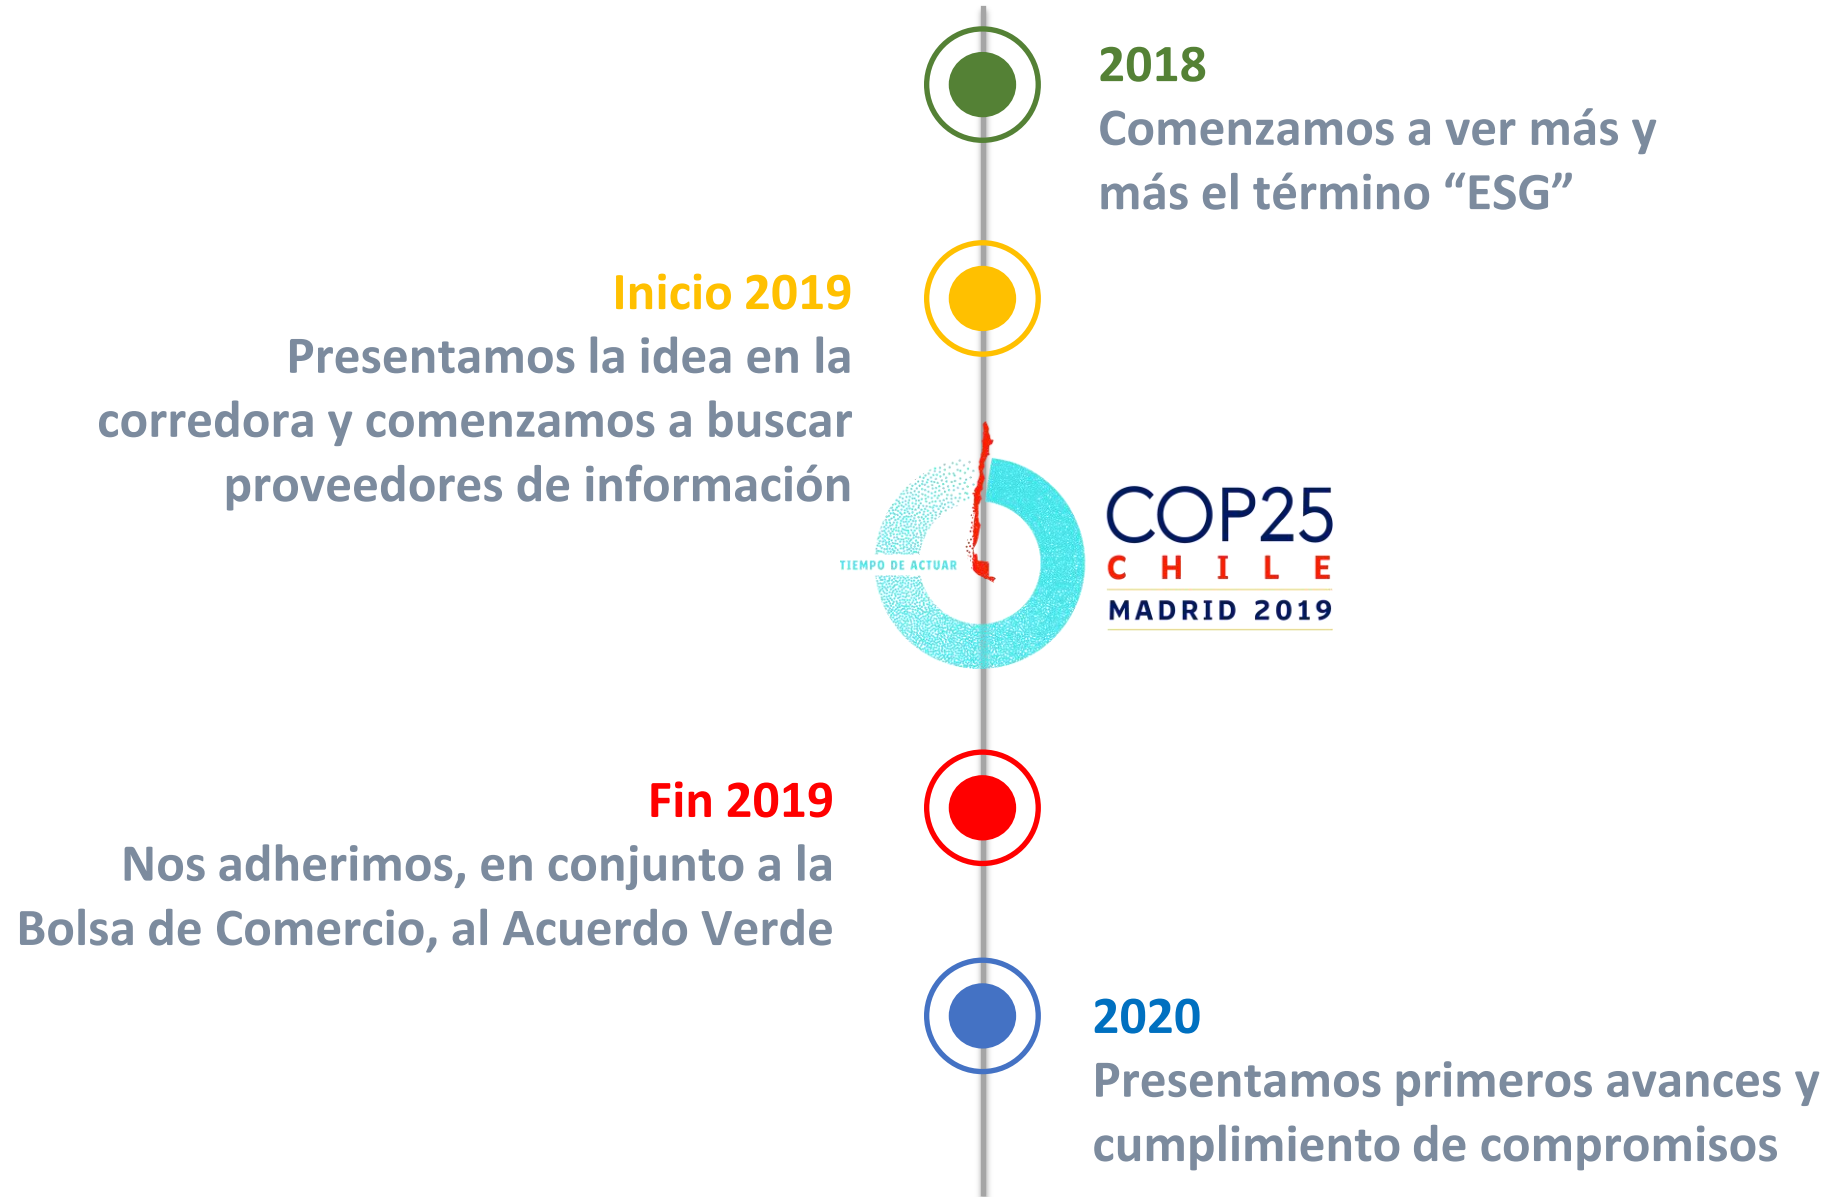 2018
Comenzamos a ver más y
más el término “ESG”
Inicio 2019
Presentamos la idea en la
corredora y comenzamos a buscar
proveedores de información
TIEMPO DE ACTUAR
COP25
CHILE
MADRID 2019
Fin 2019
Nos adherimos, en conjunto a la
Bolsa de Comercio, al Acuerdo Verde
2020
Presentamos primeros avances y
cumplimiento de compromisos